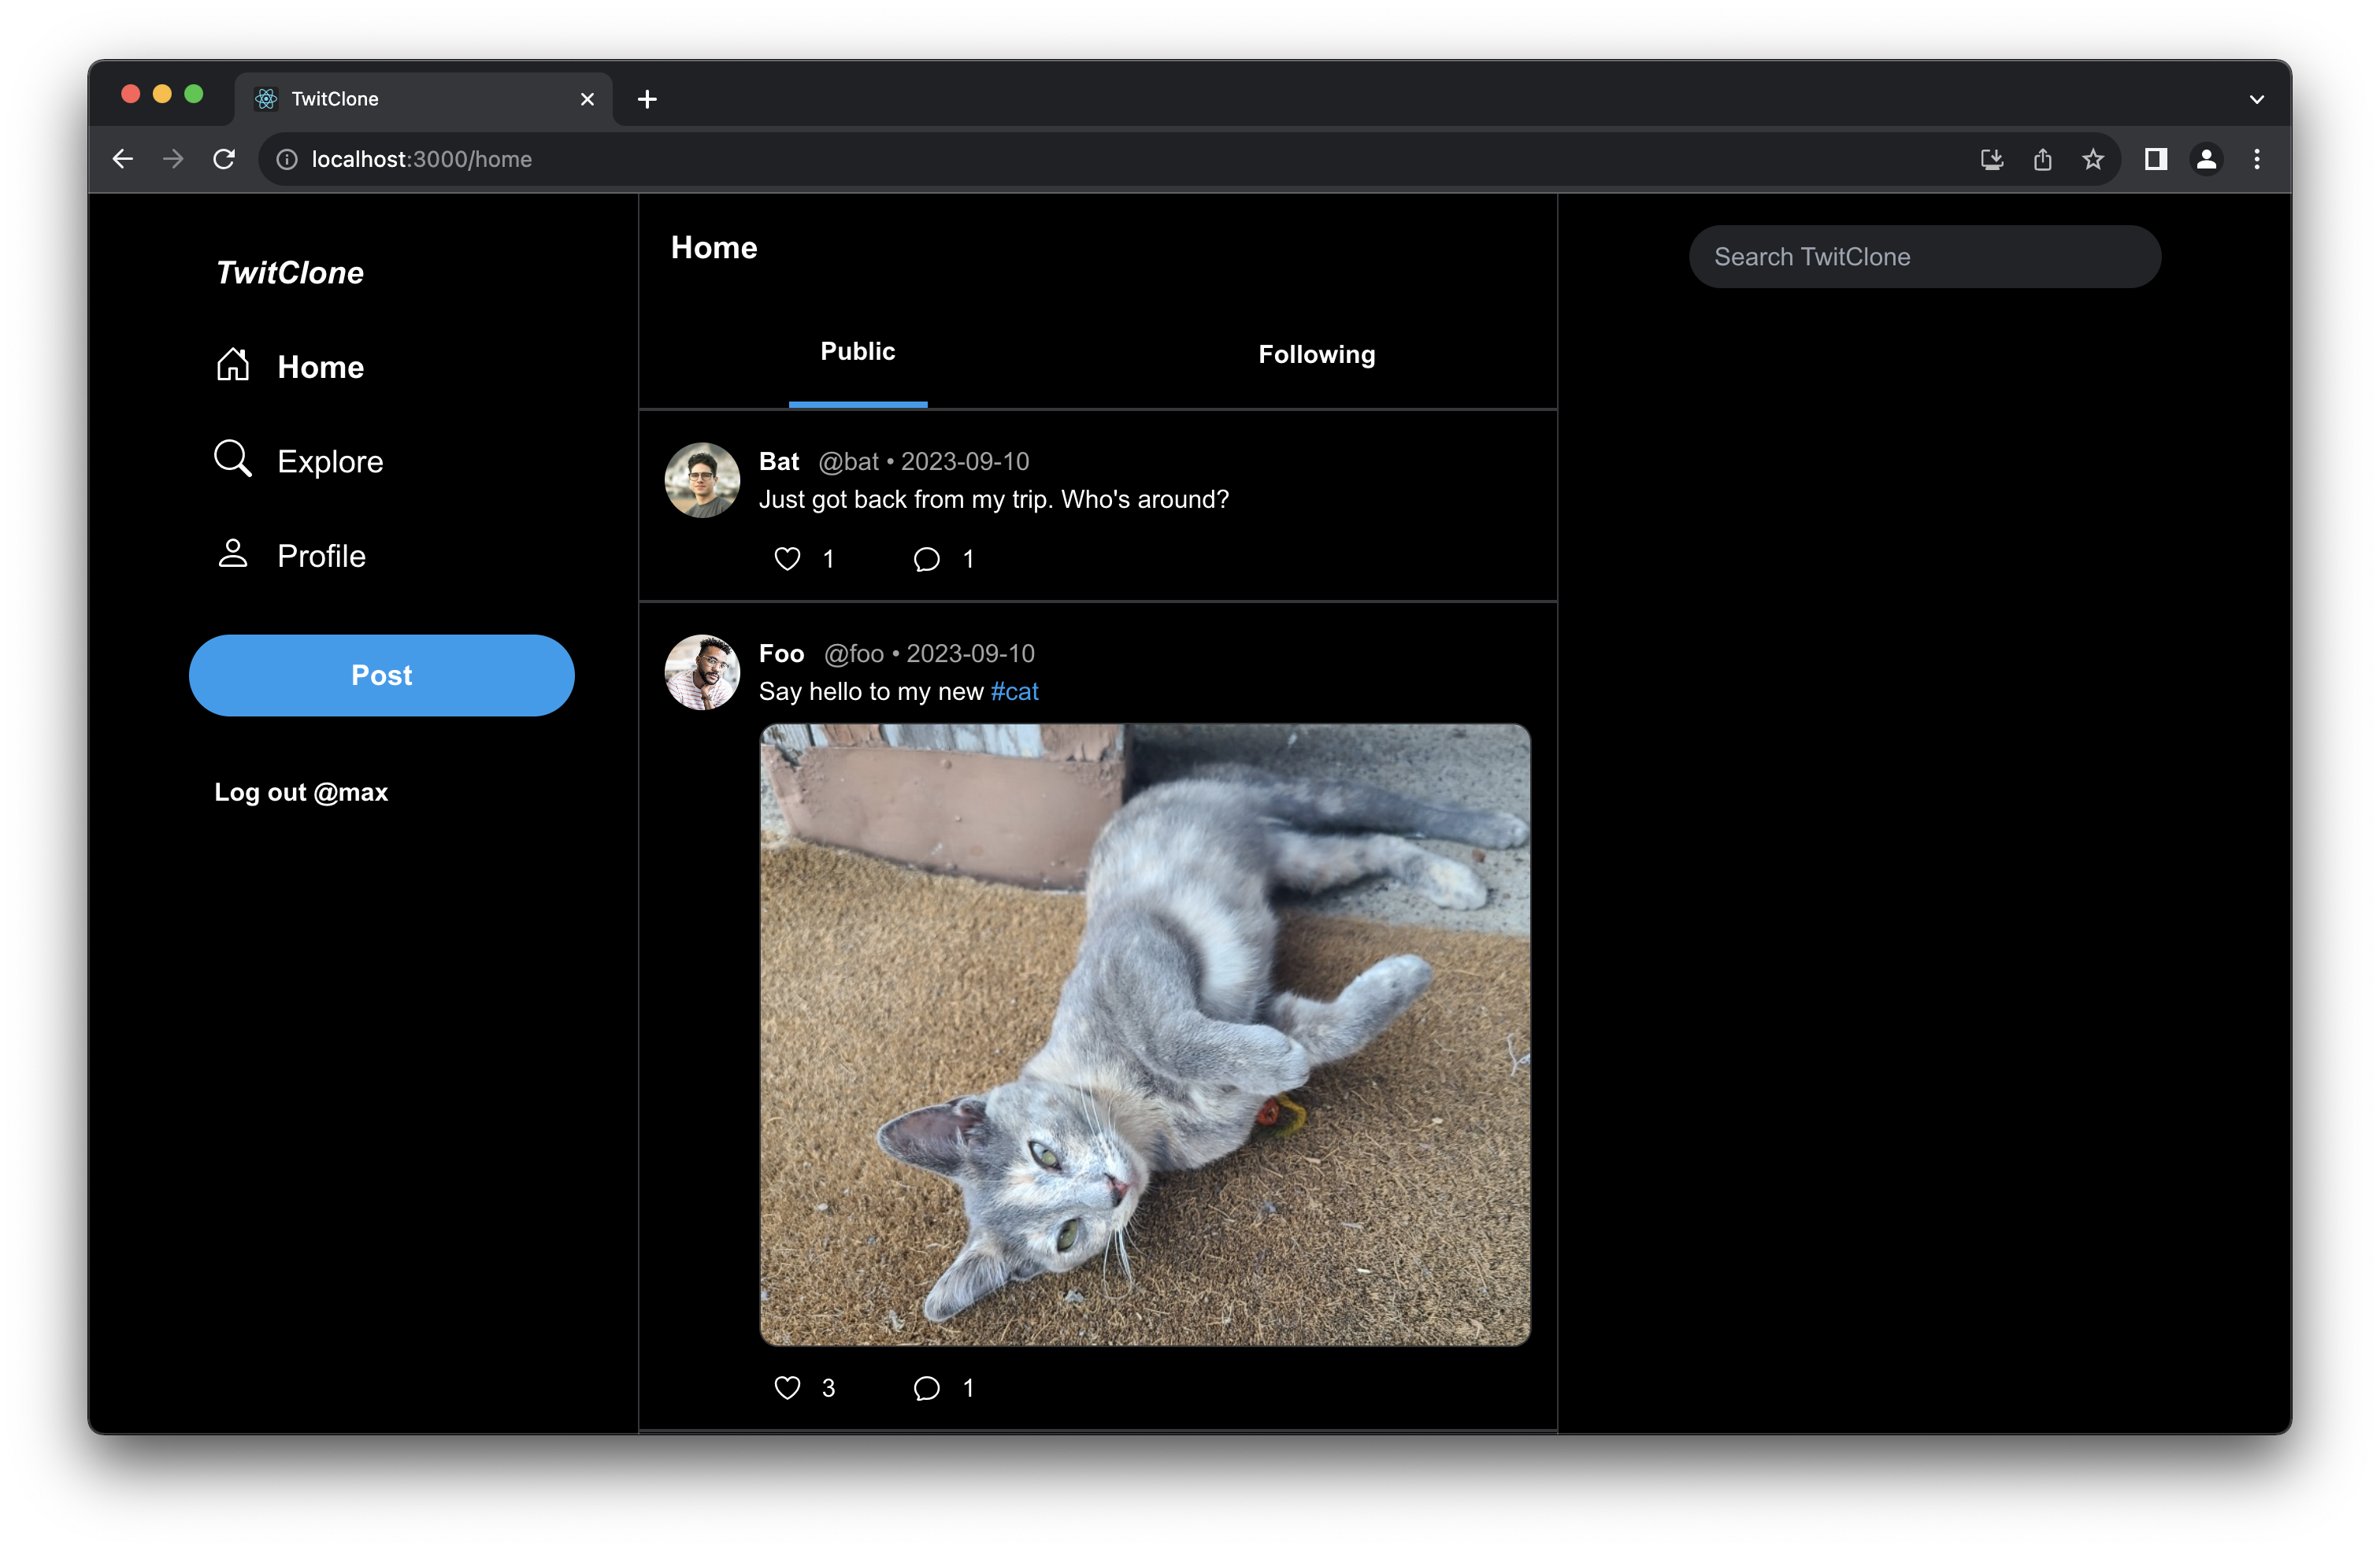 TwitClone
localhost:3000/home
TwitClone
Home
Explore
Profile
Post
Log out @max
Home
Public
Following
Bat @bat • 2023-09-10
Just got back from my trip. Who's around?
1 1
Foo @foo • 2023-09-10
Say hello to my new #cat
3 1
Search TwitClone